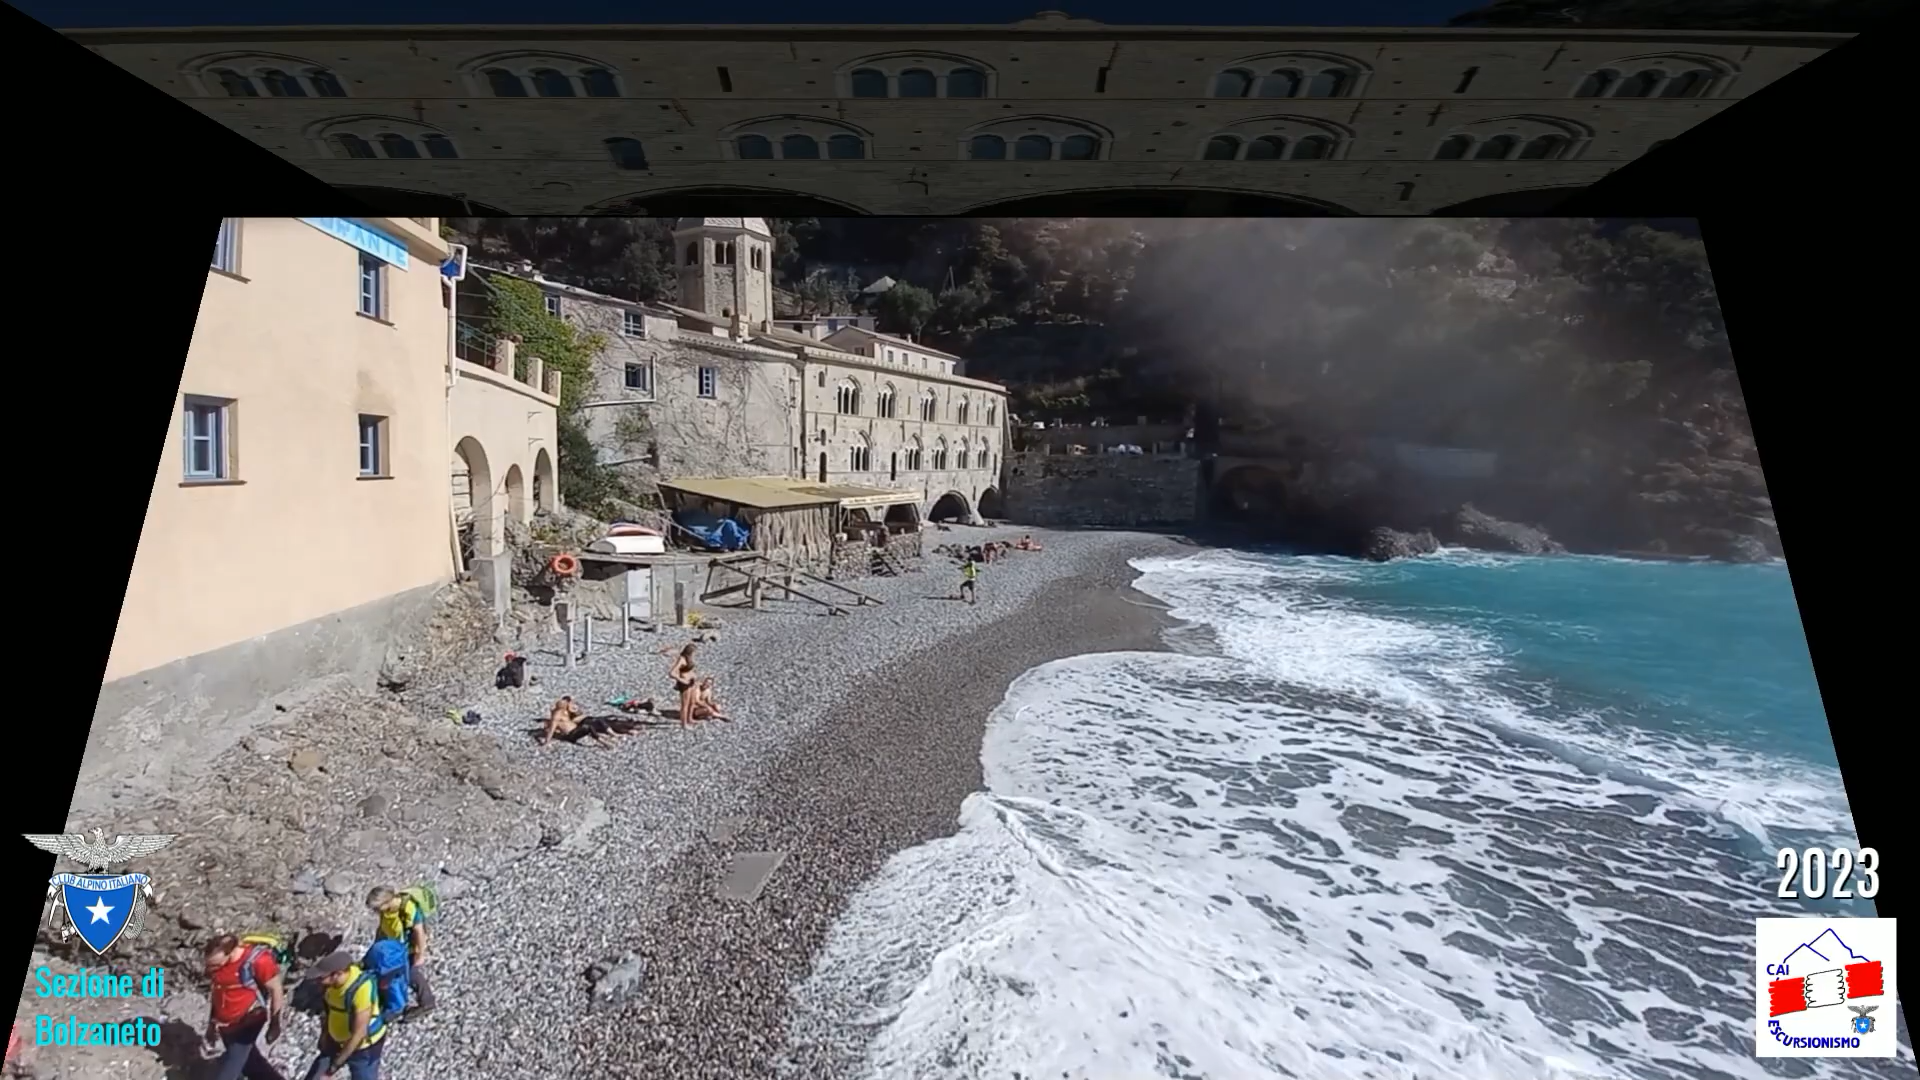 2023
CLUB ALPINO ITALIANO
Sezione di
Bolzaneto
CAI
ESCURSIONISMO